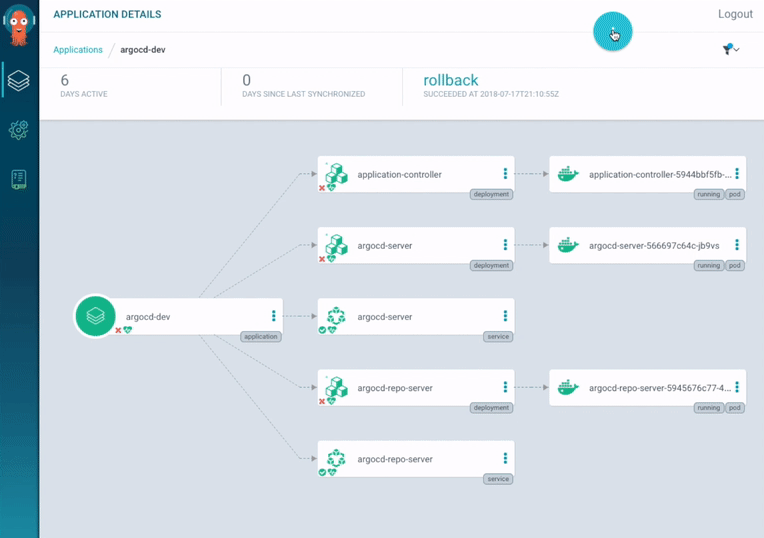 APPLICATION DETAILS
Logout
Applications / argocd-dev
6
DAYS ACTIVE
0
DAYS SINCE LAST SYNCHRONIZED
rollback
SUCCEEDED AT 2018-07-17T21:10:55Z
application-controller
deployment
application-controller-5944bbf5fb-...
running pod
argocd-server
deployment
argocd-server-566697c64c-jb9vs
running pod
argocd-dev
application
argocd-server
service
argocd-repo-server
deployment
argocd-repo-server-5945676c77-4...
running pod
argocd-repo-server
service